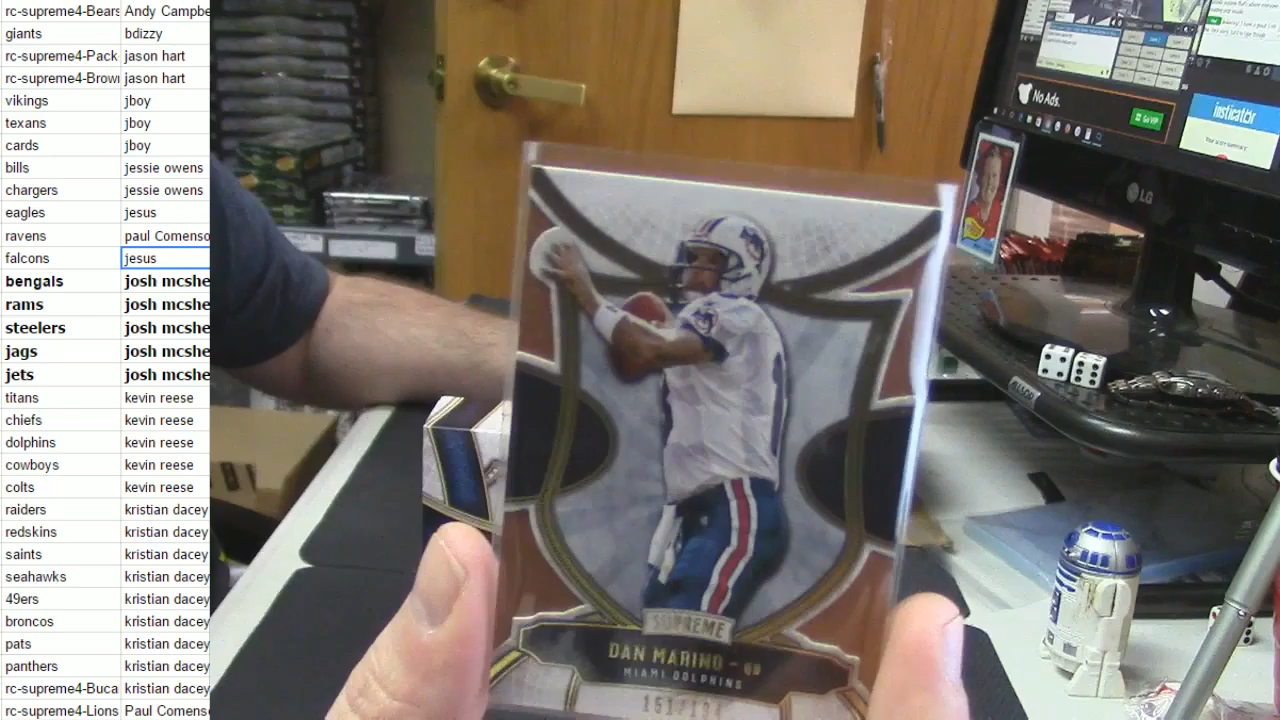 rc-supreme4-Bears Andy Campbe
giants bdizzy
rc-supreme4-Pack jason hart
rc-supreme4-Brow jason hart
vikings jboy
texans jboy
cards jboy
bills jessie owens
chargers jessie owens
eagles jesus
ravens paul Comenso
falcons jesus
bengals josh mcshe
rams josh mcshe
steelers josh mcshe
jags josh mcshe
jets josh mcshe
titans kevin reese
chiefs kevin reese
dolphins kevin reese
cowboys kevin reese
colts kevin reese
raiders kristian dacey
redskins kristian dacey
saints kristian dacey
seahawks kristian dacey
49ers kristian dacey
broncos kristian dacey
pats kristian dacey
panthers kristian dacey
rc-supreme4-Buca kristian dacey
rc-supreme4-Lions Paul Comenso
No Ads.
Go VIP
insticator
LG
SUPREME
DAN MARINO - QB
MIAMI DOLPHINS